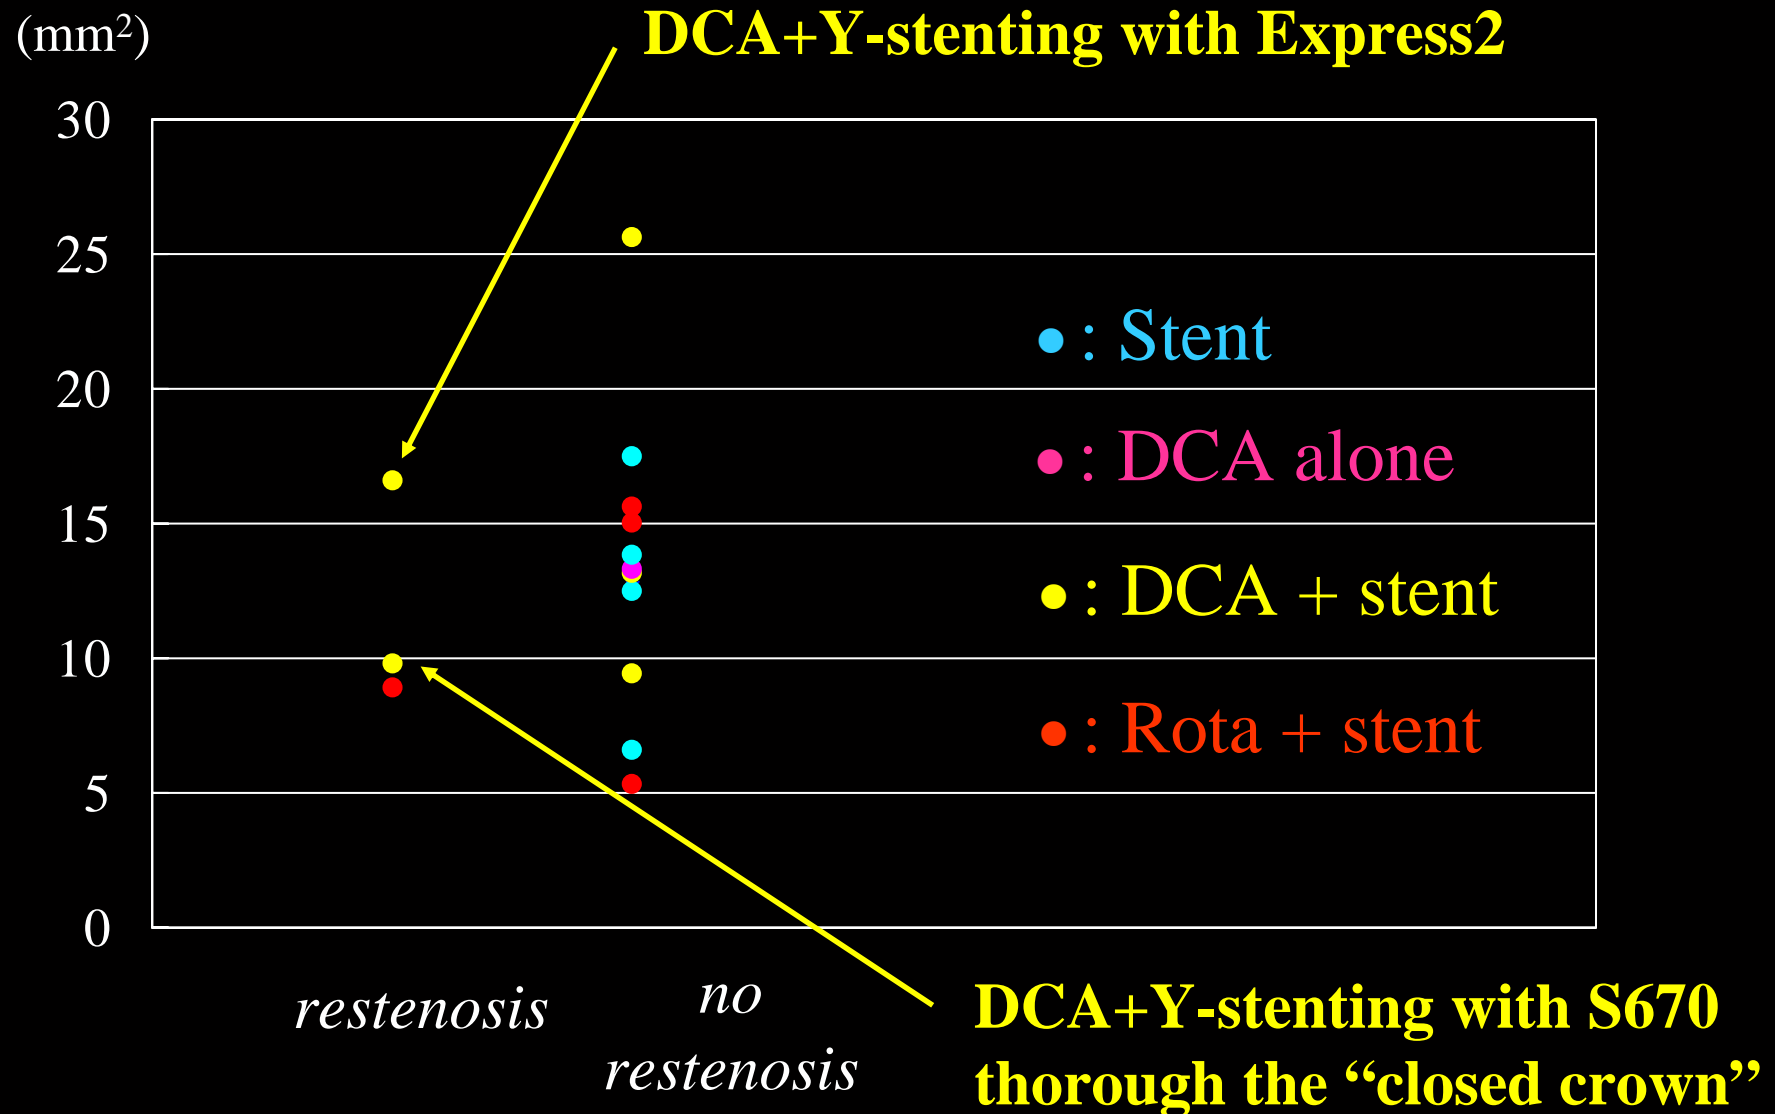 (mm²)
DCA+Y-stenting with Express2
30
25
20
15
10
5
0
: Stent
: DCA alone
: DCA + stent
: Rota + stent
restenosis
no
restenosis
DCA+Y-stenting with S670
thorough the “closed crown”